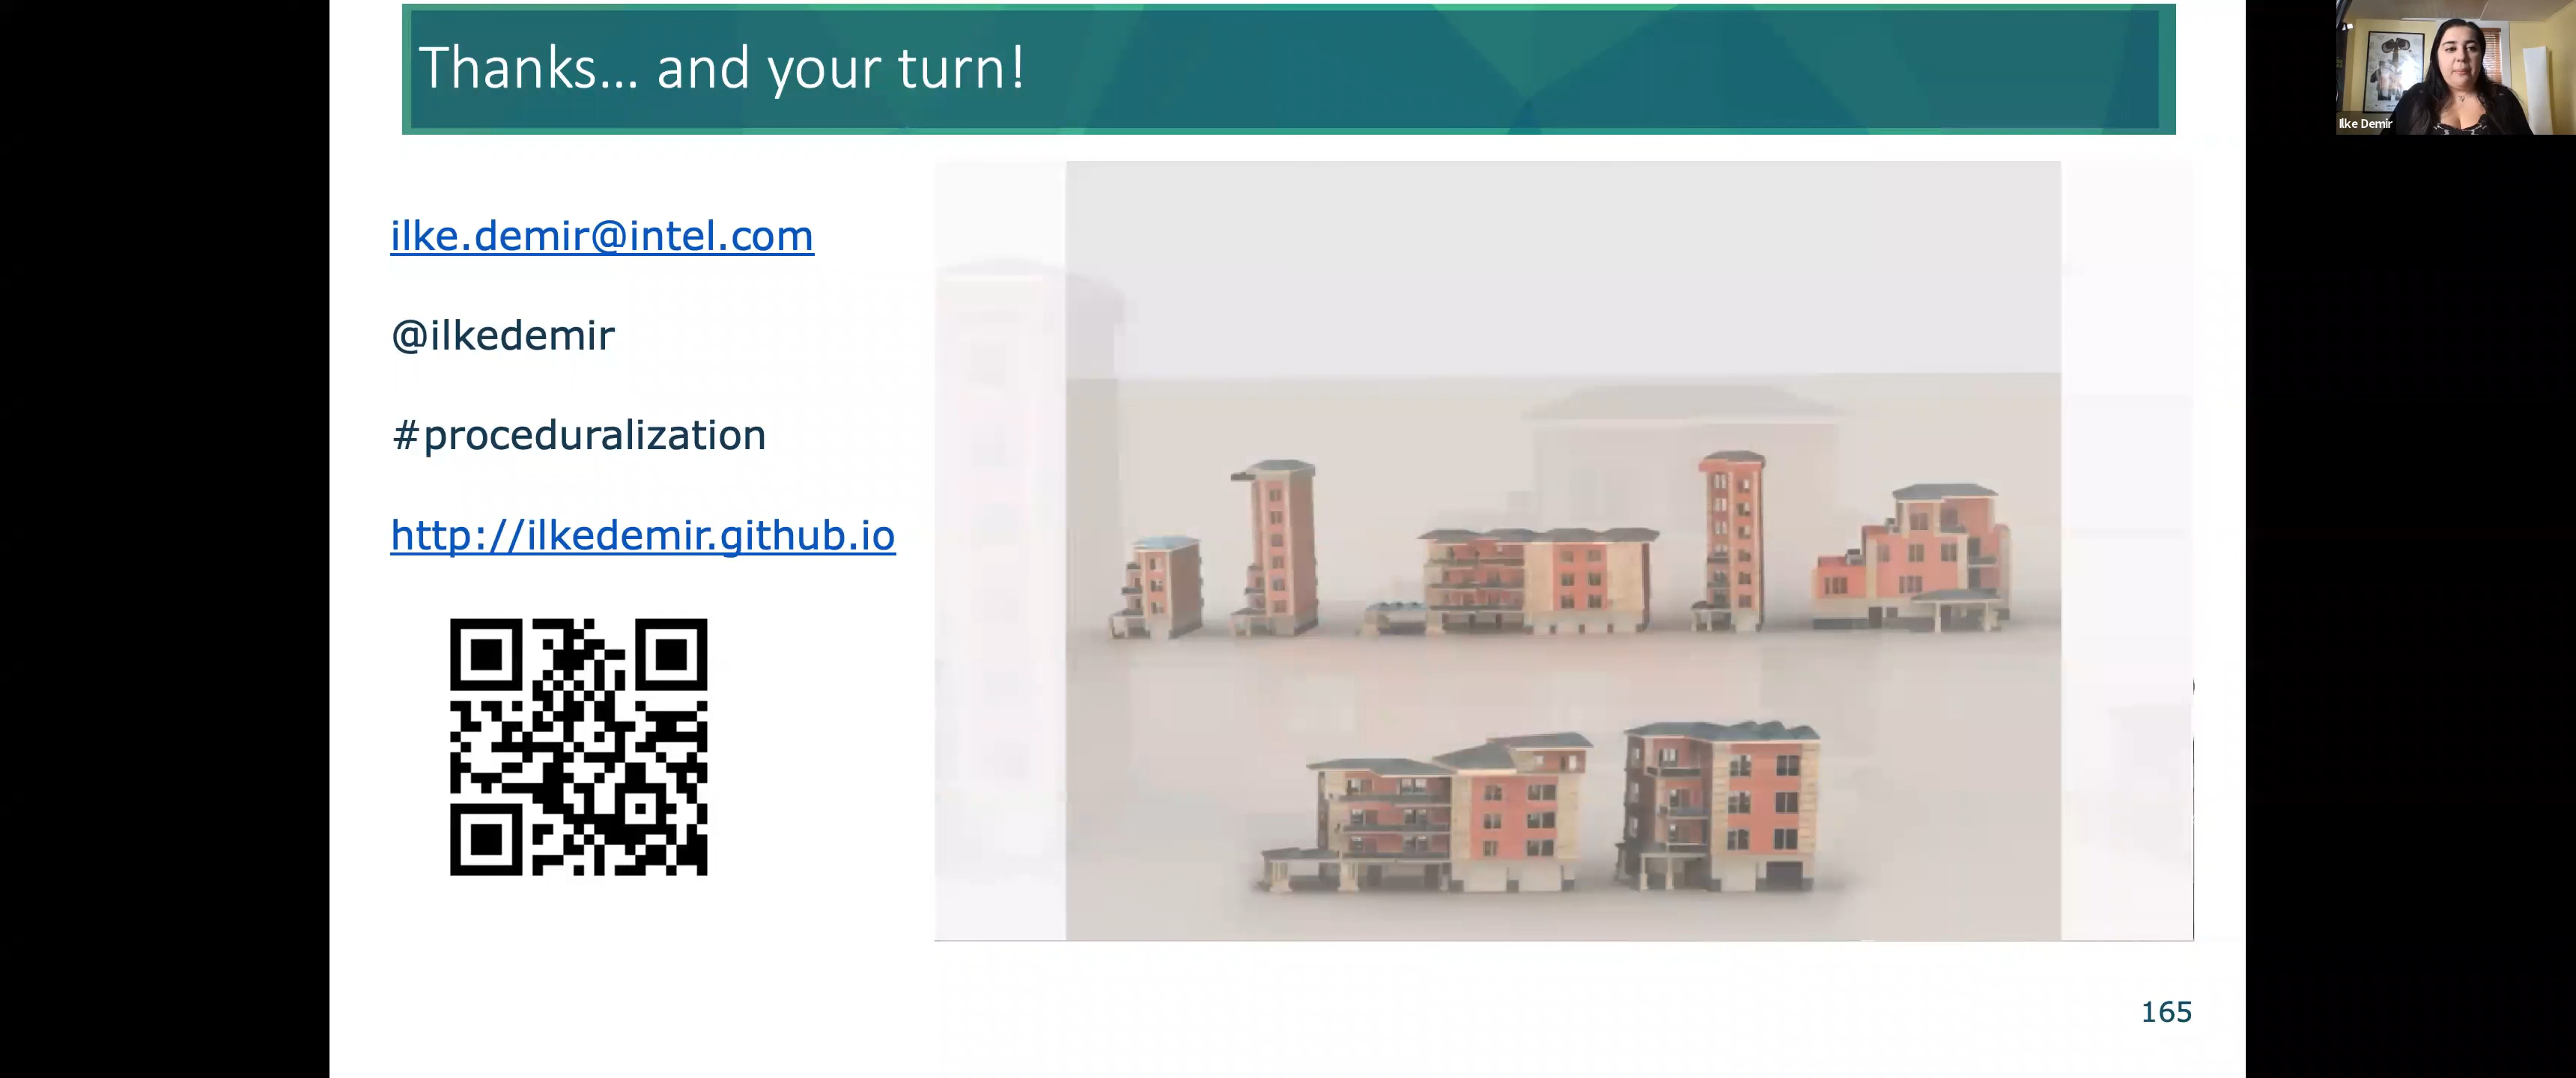 Thanks... and your turn!
Ilke Demir
ilke.demir@intel.com
@ilkedemir
#proceduralization
http://ilkedemir.github.io
165